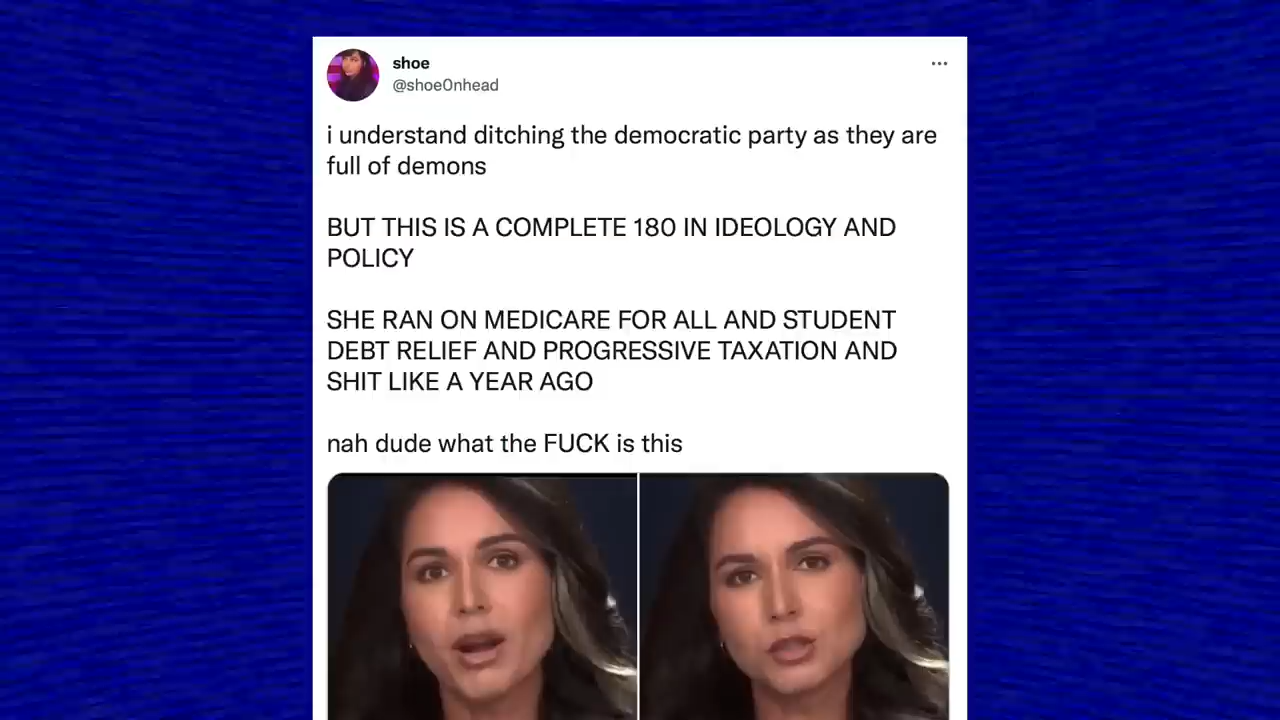 shoe
@shoe0nhead
i understand ditching the democratic party as they are
full of demons
BUT THIS IS A COMPLETE 180 IN IDEOLOGY AND
POLICY
SHE RAN ON MEDICARE FOR ALL AND STUDENT
DEBT RELIEF AND PROGRESSIVE TAXATION AND
SHIT LIKE A YEAR AGO
nah dude what the FUCK is this